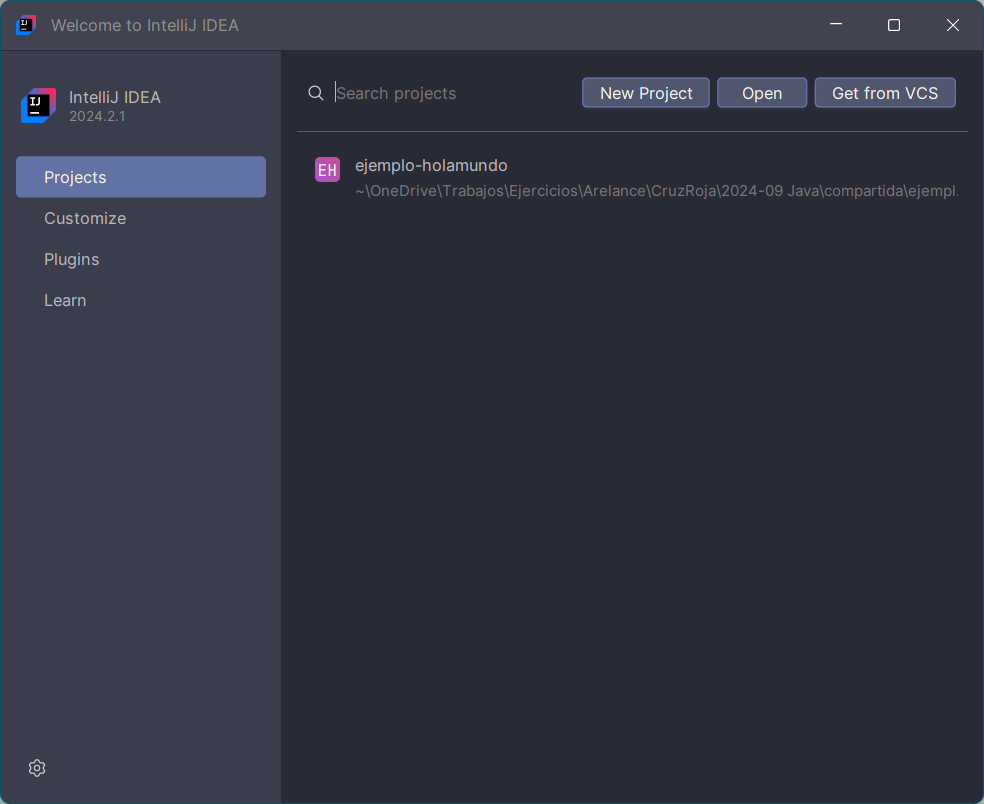 Welcome to IntelliJ IDEA
IJ
IntelliJ IDEA
2024.2.1
Projects
Customize
Plugins
Learn
Search projects
New Project
Open
Get from VCS
EH
ejemplo-holamundo
~\OneDrive\Trabajos\Ejercicios\Arelance\CruzRoja\2024-09 Java\compartida\ejempl.